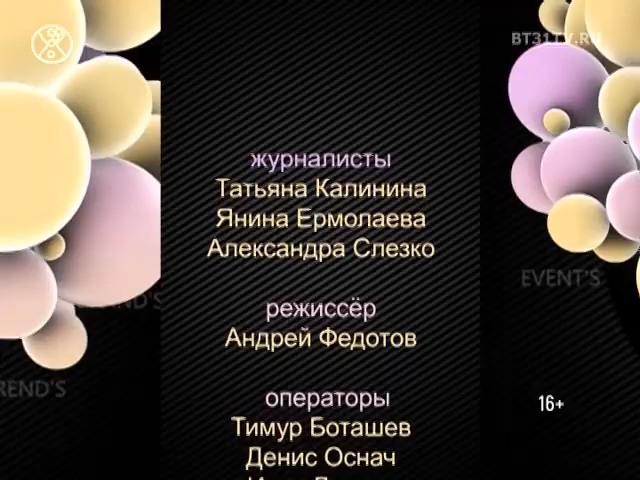 BT31TV.RU
журналисты
Татьяна Калинина
Янина Ермолаева
Александра Слезко
EVENT'S
режиссёр
Андрей Федотов
REND'S
операторы
16+
Тимур Боташев
Денис Оснач